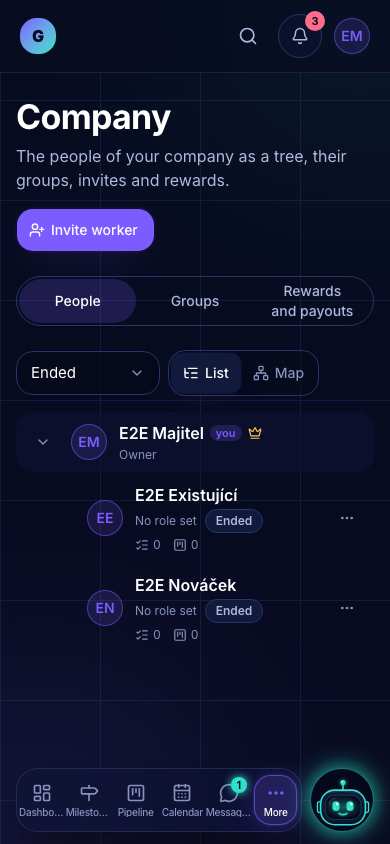 G
3
EM
Company
The people of your company as a tree, their
groups, invites and rewards.
Invite worker
People
Groups
Rewards
and payouts
Ended
List
Map
EM
E2E Majitel you
Owner
EE
E2E Existující
No role set Ended
0 0
EN
E2E Nováček
No role set Ended
0 0
1
Dashbo... Milesto... Pipeline Calendar Messaq... More